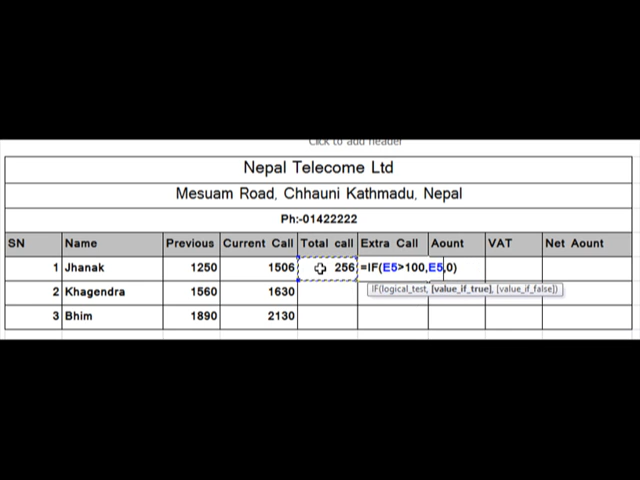 Click to add header
Nepal Telecome Ltd
Mesuam Road, Chhauni Kathmadu, Nepal
Ph:-01422222
SN Name Previous Current Call Total call Extra Call Aount VAT Net Aount
1 Jhanak 1250 1506 256 =IF(E5>100,E5,0)
IF(logical_test, [value_if_true], [value_if_false])
2 Khagendra 1560 1630
3 Bhim 1890 2130